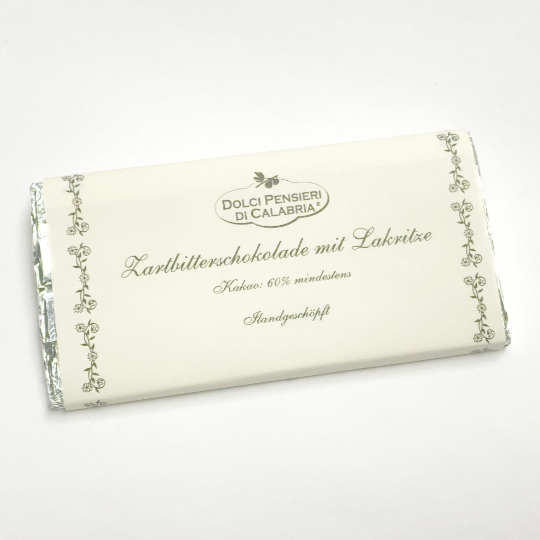 DOLCI PENSIERI
DI CALABRIA®
Zartbitterschokolade mit Lakritze
Kakao: 60% mindestens
Handgeschöpft